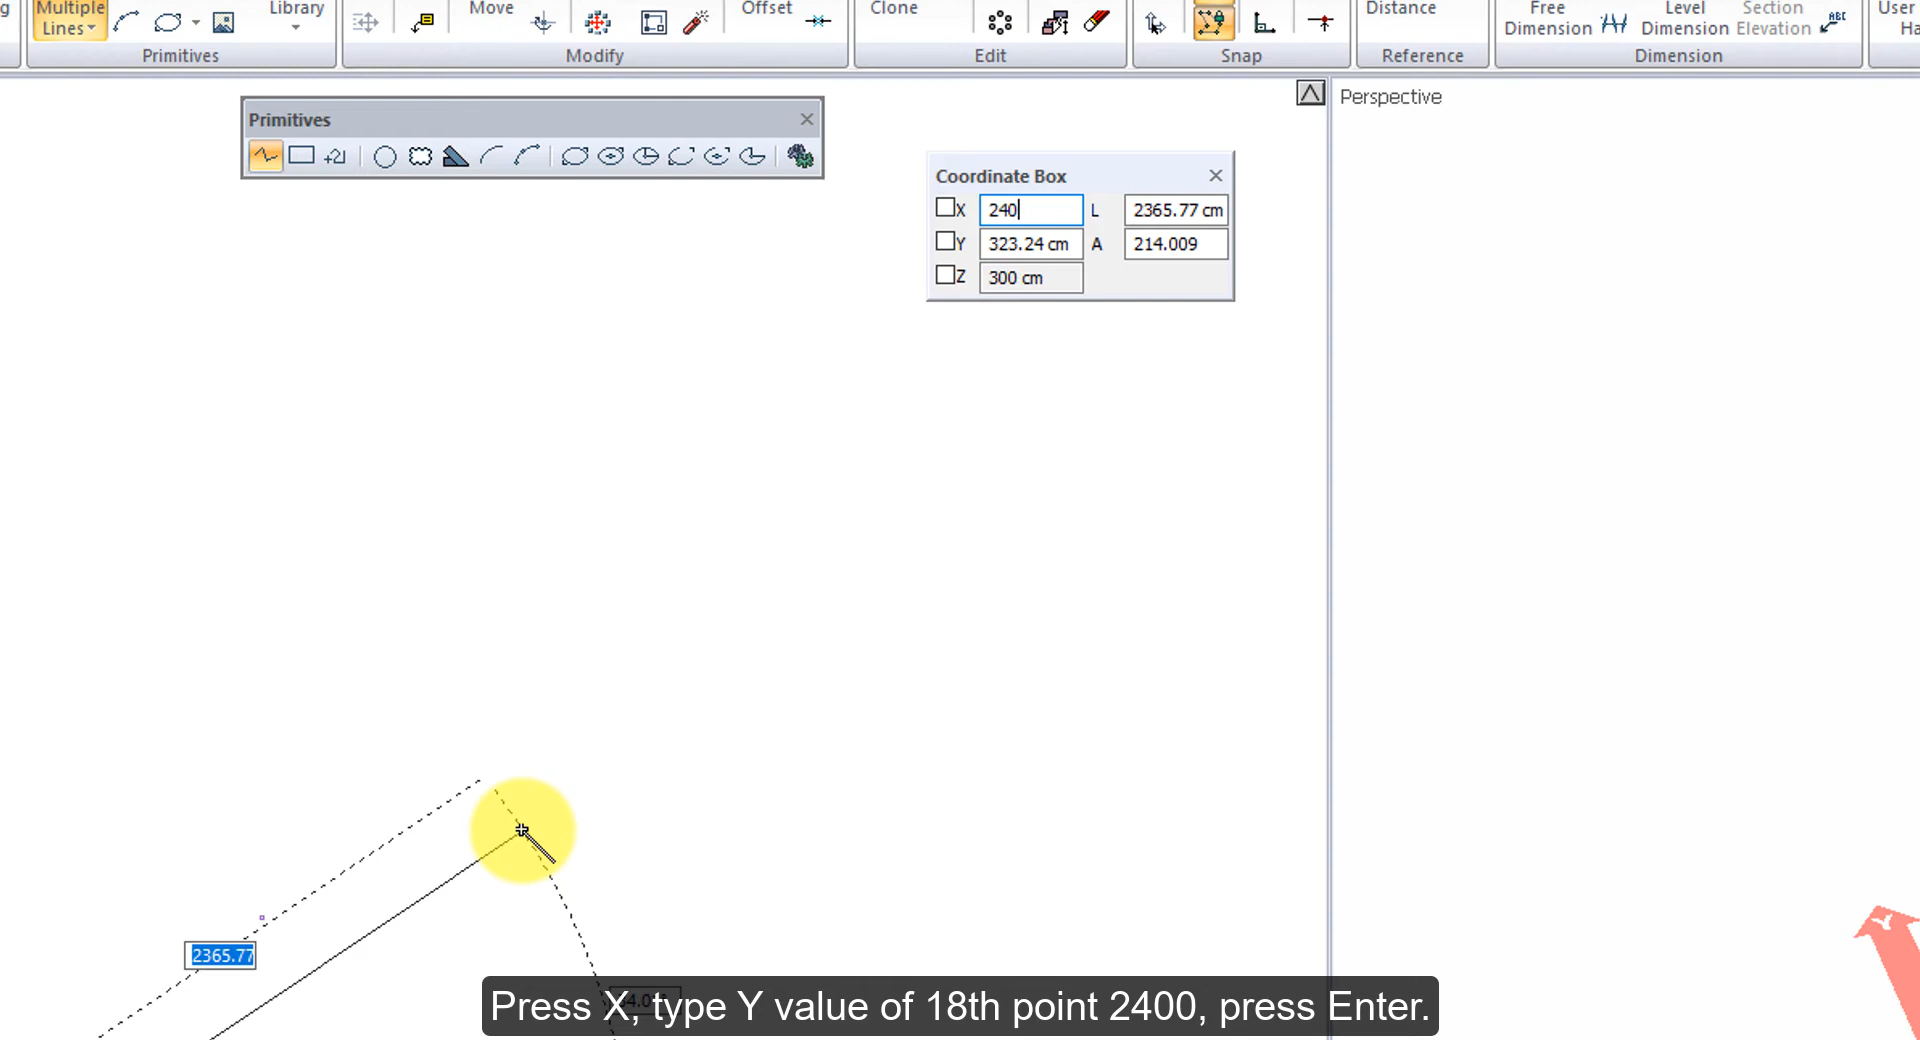 Multiple
Lines
Library
Primitives
Move
Offset
Modify
Clone
Edit
Snap
Distance
Reference
Free
Dimension
Level
Dimension
Section
Elevation
ABC
Dimension
User
Ha
Primitives
Perspective
Coordinate Box
X 240 L 2365.77 cm
Y 323.24 cm A 214.009
Z 300 cm
2365.77
Press X, type Y value of 18th point 2400, press Enter.